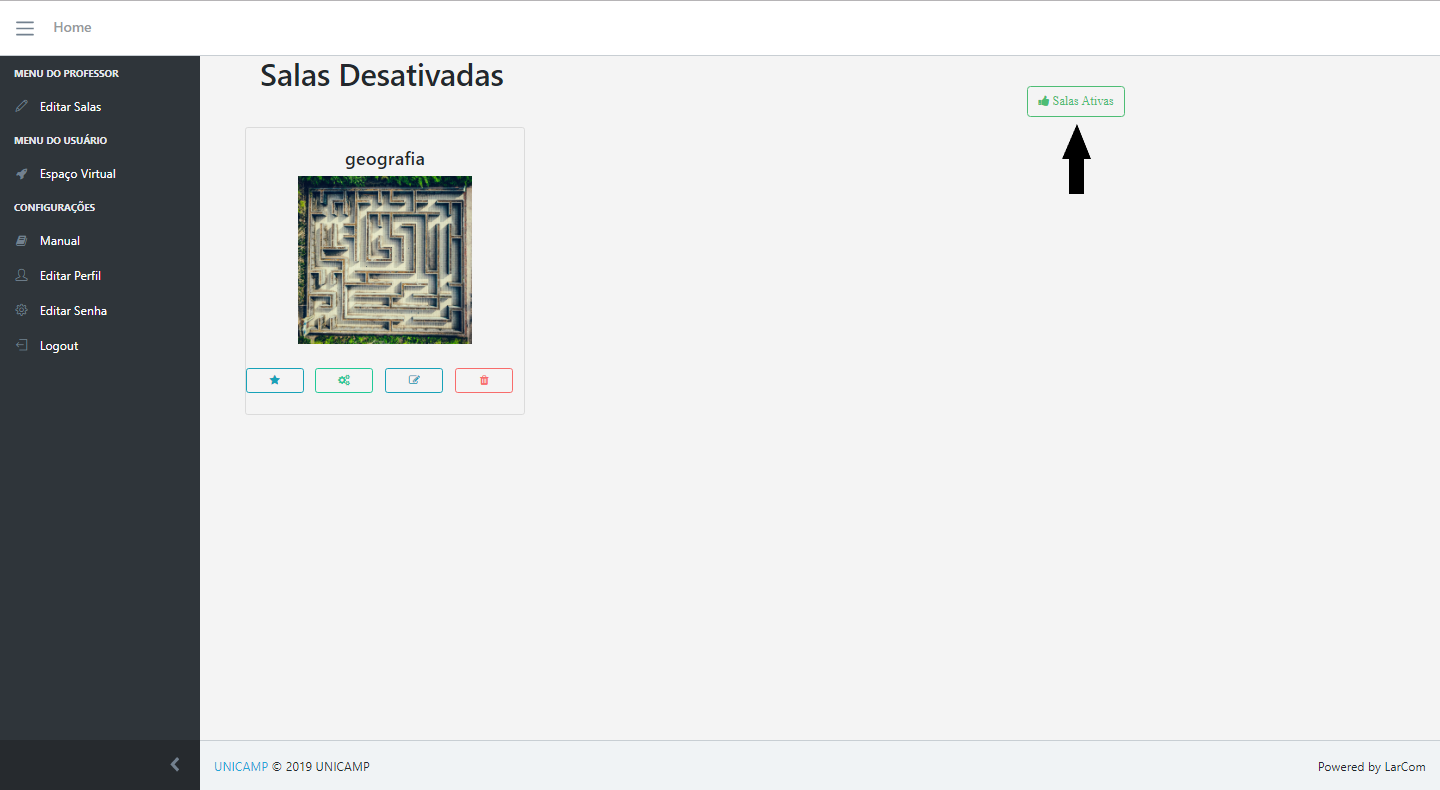 Home
MENU DO PROFESSOR
Editar Salas
MENU DO USUÁRIO
Espaço Virtual
CONFIGURAÇÕES
Manual
Editar Perfil
Editar Senha
Logout
Salas Desativadas
Salas Ativas
geografia
UNICAMP © 2019 UNICAMP
Powered by LarCom